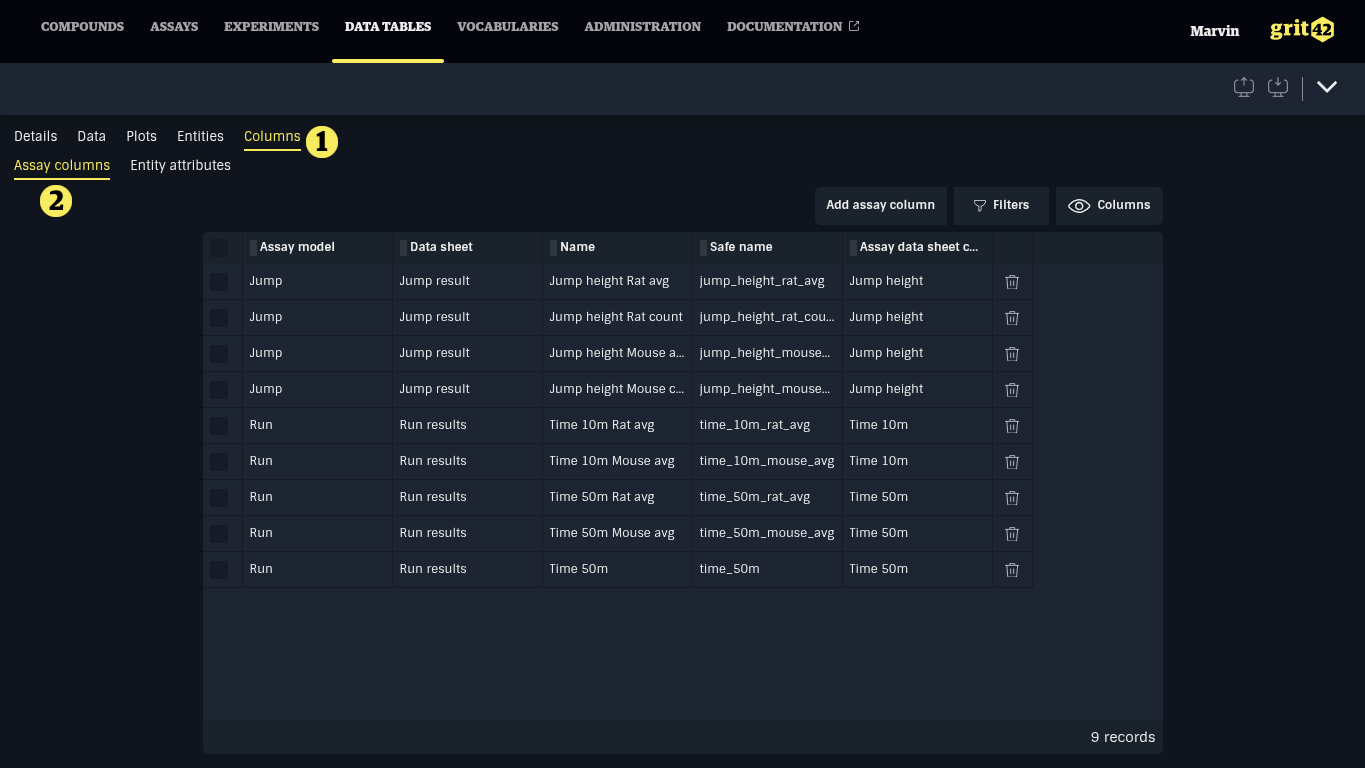 COMPOUNDS ASSAYS EXPERIMENTS DATA TABLES VOCABULARIES ADMINISTRATION DOCUMENTATION Marvin grit42
Details Data Plots Entities Columns 1
Assay columns Entity attributes
2
Add assay column Filters Columns
Assay model Data sheet Name Safe name Assay data sheet c...
Jump Jump result Jump height Rat avg jump_height_rat_avg Jump height
Jump Jump result Jump height Rat count jump_height_rat_cou... Jump height
Jump Jump result Jump height Mouse a... jump_height_mouse... Jump height
Jump Jump result Jump height Mouse c... jump_height_mouse... Jump height
Run Run results Time 10m Rat avg time_10m_rat_avg Time 10m
Run Run results Time 10m Mouse avg time_10m_mouse_avg Time 10m
Run Run results Time 50m Rat avg time_50m_rat_avg Time 50m
Run Run results Time 50m Mouse avg time_50m_mouse_avg Time 50m
Run Run results Time 50m time_50m Time 50m
9 records